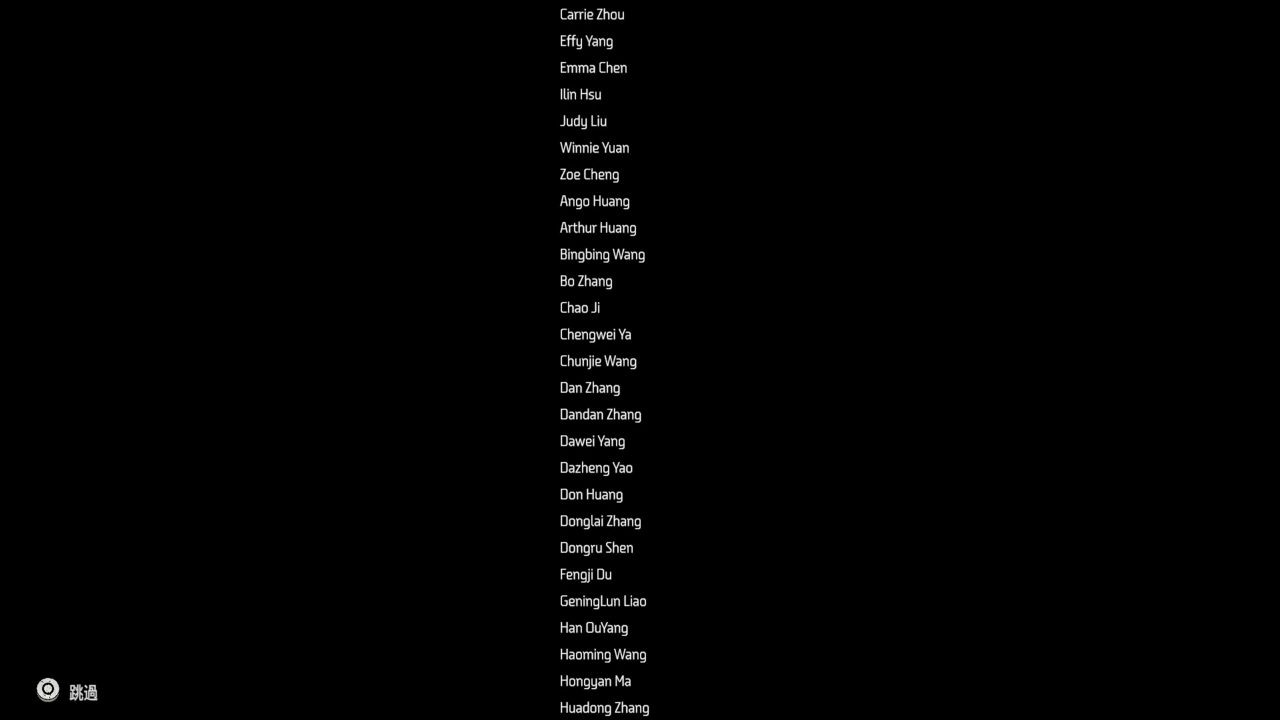 Carrie Zhou
Effy Yang
Emma Chen
Ilin Hsu
Judy Liu
Winnie Yuan
Zoe Cheng
Ango Huang
Arthur Huang
Bingbing Wang
Bo Zhang
Chao Ji
Chengwei Ya
Chunjie Wang
Dan Zhang
Dandan Zhang
Dawei Yang
Dazheng Yao
Don Huang
Donglai Zhang
Dongru Shen
Fengji Du
GeningLun Liao
Han OuYang
Haoming Wang
Hongyan Ma
Huadong Zhang
跳過